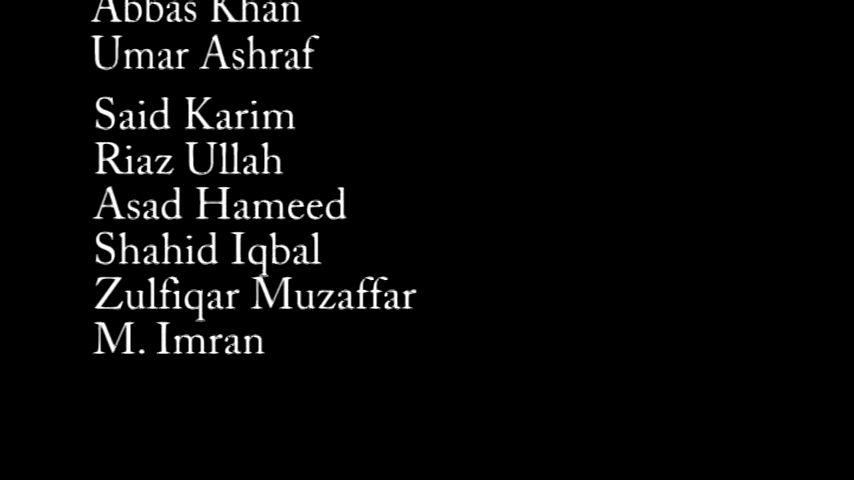 Abbas Khan
Umar Ashraf
Said Karim
Riaz Ullah
Asad Hameed
Shahid Iqbal
Zulfiqar Muzaffar
M. Imran